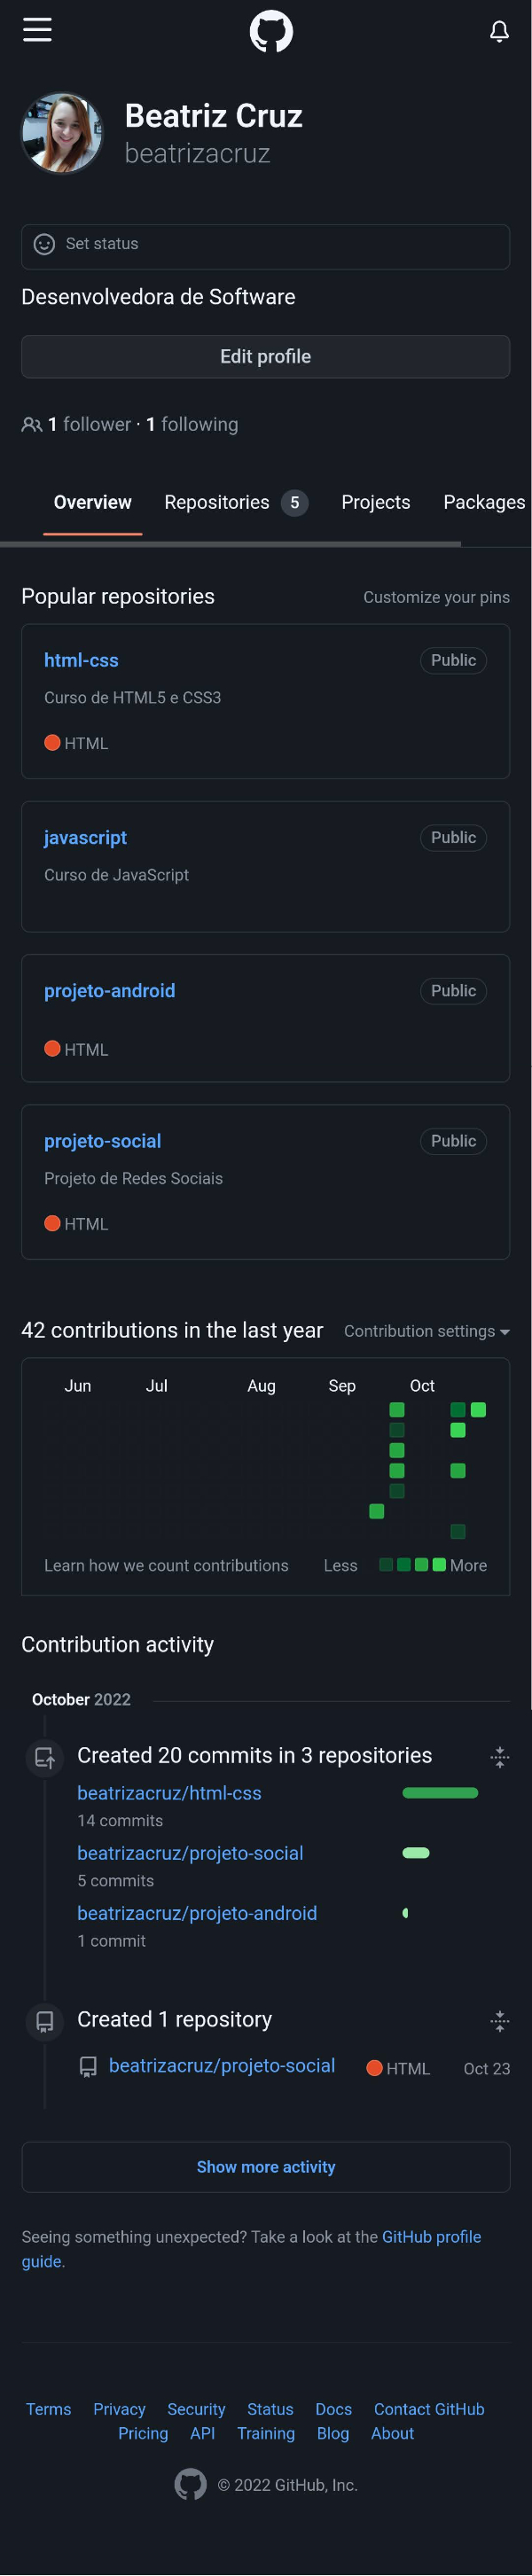 Beatriz Cruz
beatrizacruz
Set status
Desenvolvedora de Software
Edit profile
1 follower · 1 following
Overview Repositories 5 Projects Packages
Popular repositories Customize your pins
html-css Public
Curso de HTML5 e CSS3
HTML
javascript Public
Curso de JavaScript
projeto-android Public
HTML
projeto-social Public
Projeto de Redes Sociais
HTML
42 contributions in the last year Contribution settings
Jun Jul Aug Sep Oct
Learn how we count contributions Less More
Contribution activity
October 2022
Created 20 commits in 3 repositories
beatrizacruz/html-css
14 commits
beatrizacruz/projeto-social
5 commits
beatrizacruz/projeto-android
1 commit
Created 1 repository
beatrizacruz/projeto-social HTML Oct 23
Show more activity
Seeing something unexpected? Take a look at the GitHub profile
guide.
Terms Privacy Security Status Docs Contact GitHub
Pricing API Training Blog About
© 2022 GitHub, Inc.